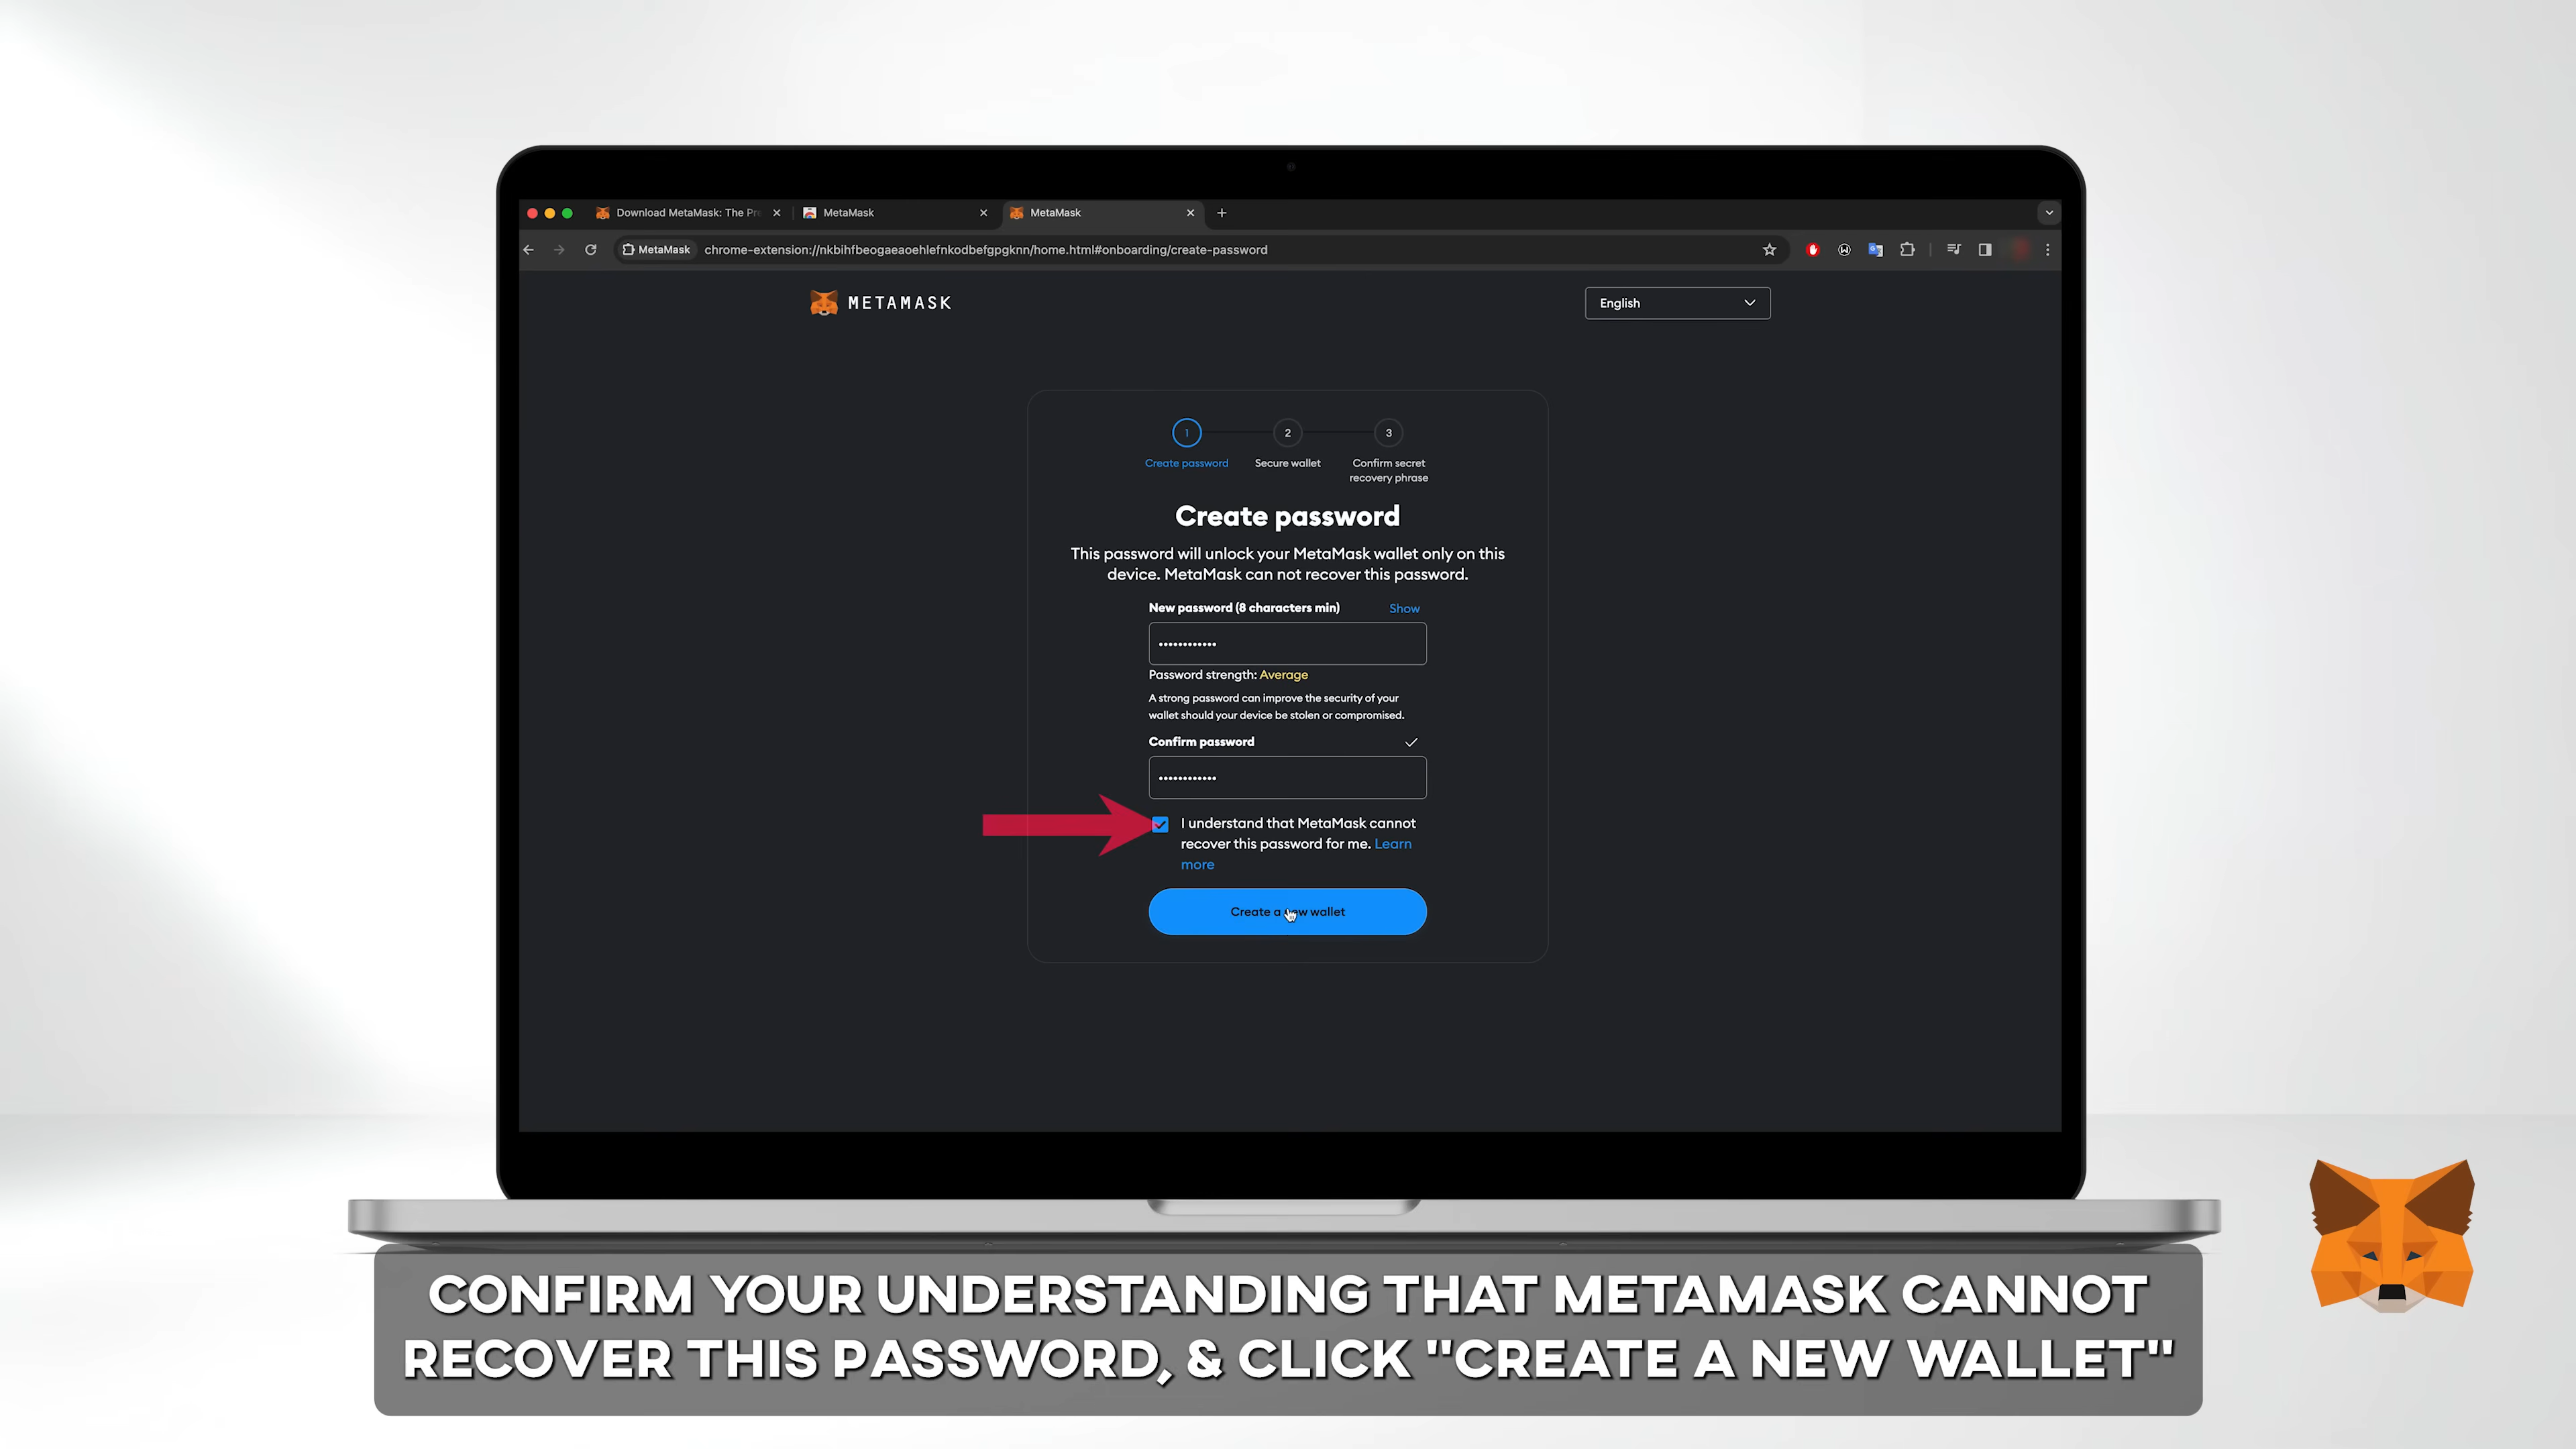 Download MetaMask: The Pr
MetaMask
MetaMask
MetaMask
chrome-extension://nkbihfbeogaeaoehlefnkodbefgpgknn/home.html#onboarding/create-password
METAMASK
English
1
2
3
Create password
Secure wallet
Confirm secret
recovery phrase
Create password
This password will unlock your MetaMask wallet only on this
device. MetaMask can not recover this password.
New password (8 characters min)
Show
••••••••••••
Password strength: Average
A strong password can improve the security of your
wallet should your device be stolen or compromised.
Confirm password
••••••••••••
I understand that MetaMask cannot
recover this password for me. Learn
more
Create a new wallet
CONFIRM YOUR UNDERSTANDING THAT METAMASK CANNOT
RECOVER THIS PASSWORD, & CLICK "CREATE A NEW WALLET"